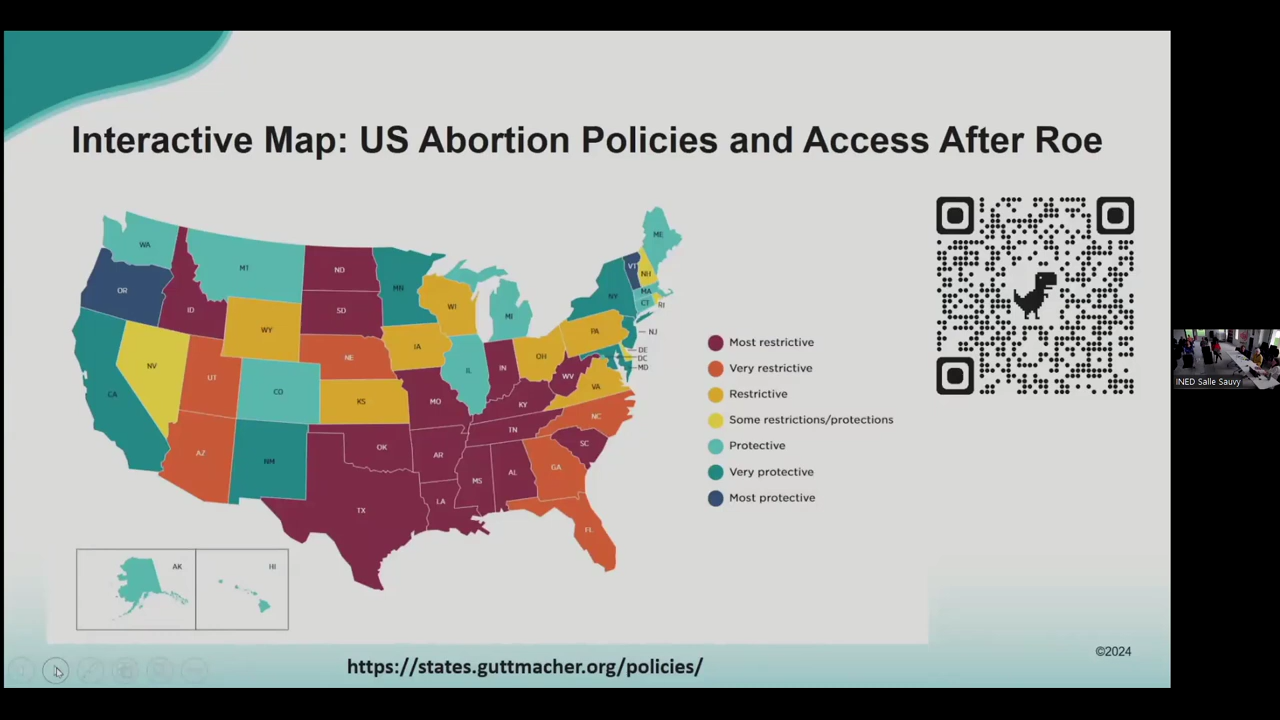 Interactive Map: US Abortion Policies and Access After Roe
WA
MT
ND
MN
ME
VT
NH
OR
ID
SD
WI
MI
NY
MA
CT
RI
WY
IA
PA
NJ
NV
NE
IL
IN
OH
DE
DC
MD
UT
CO
KS
MO
WV
VA
CA
KY
NC
AZ
NM
OK
AR
TN
SC
TX
LA
MS
AL
GA
FL
AK
HI
Most restrictive
Very restrictive
Restrictive
Some restrictions/protections
Protective
Very protective
Most protective
INED Salle Sauvy
©2024
https://states.guttmacher.org/policies/